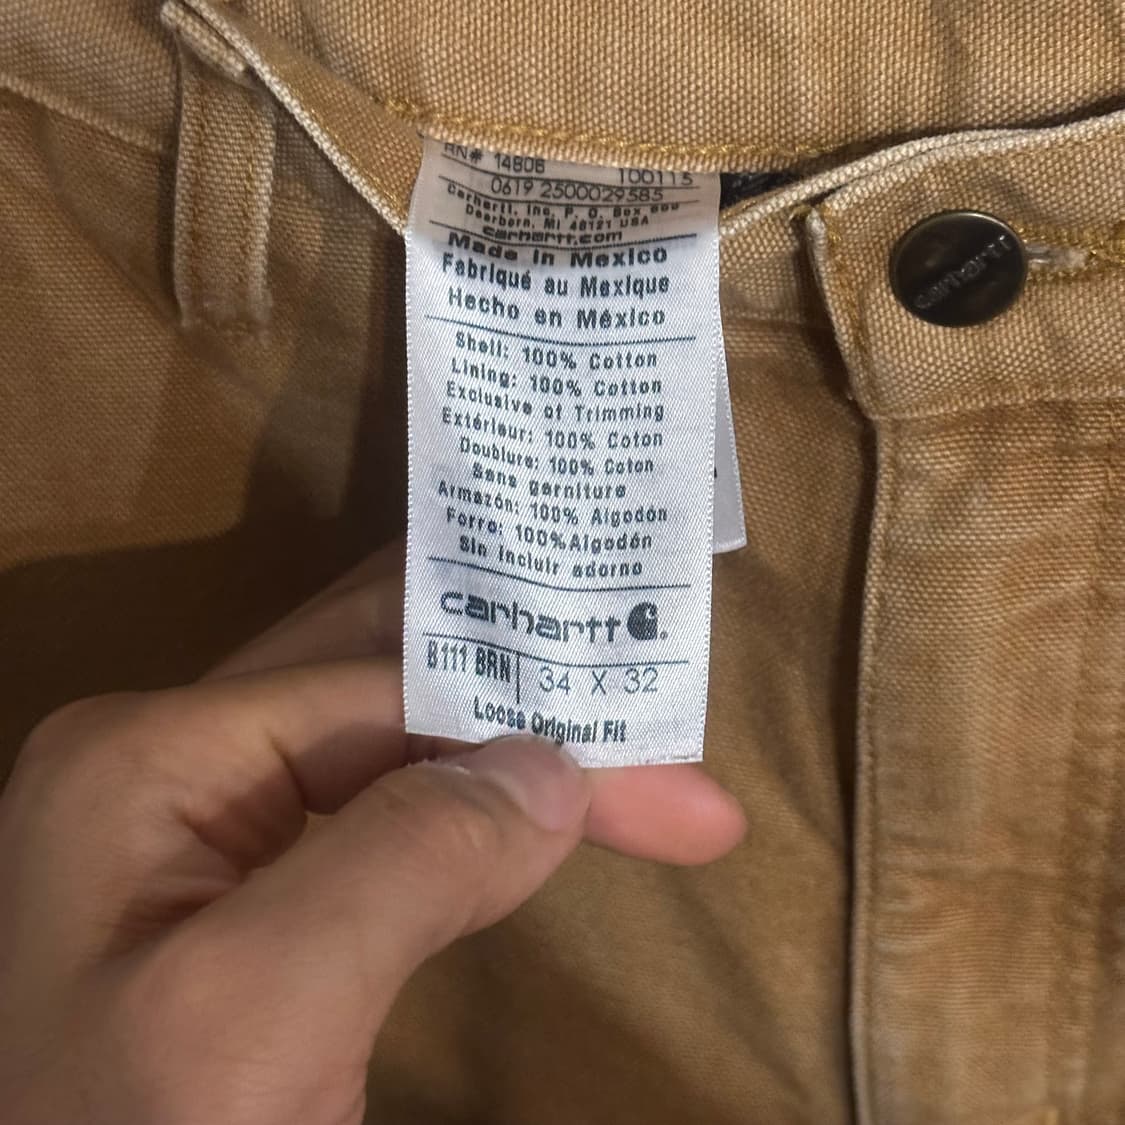 RN# 14806
100115
0619 2500029585
Carhartt, Inc. P. O. Box 600
Dearborn, MI 48121 USA
carhartt.com
Made in Mexico
Fabriqué au Mexique
Hecho en México
Shell: 100% Cotton
Lining: 100% Cotton
Exclusive of Trimming
Extérieur: 100% Coton
Doublure: 100% Coton
Sans garniture
Armazón: 100% Algodón
Forro: 100% Algodón
Sin incluir adorno
carhartt
B111 BRN 34 X 32
Loose Original Fit
carhartt